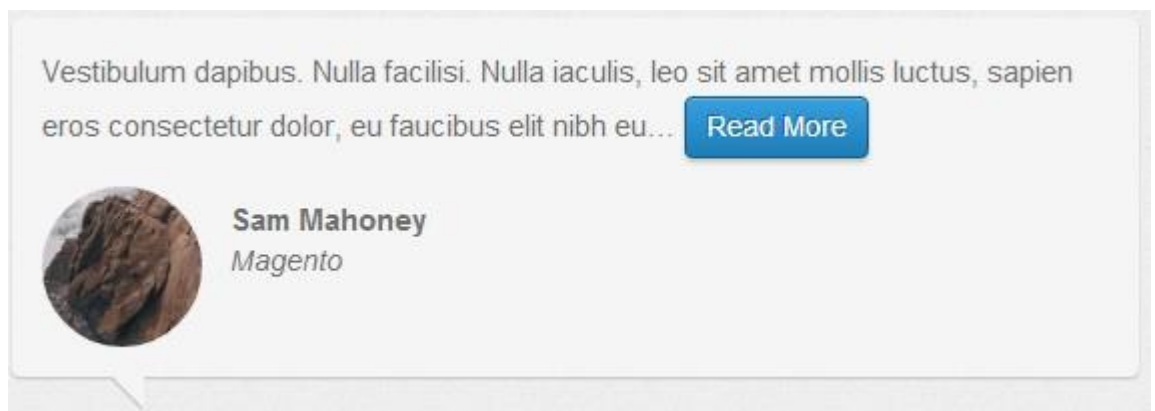 Vestibulum dapibus. Nulla facilisi. Nulla iaculis, leo sit amet mollis luctus, sapien
eros consectetur dolor, eu faucibus elit nibh eu... Read More
Sam Mahoney
Magento